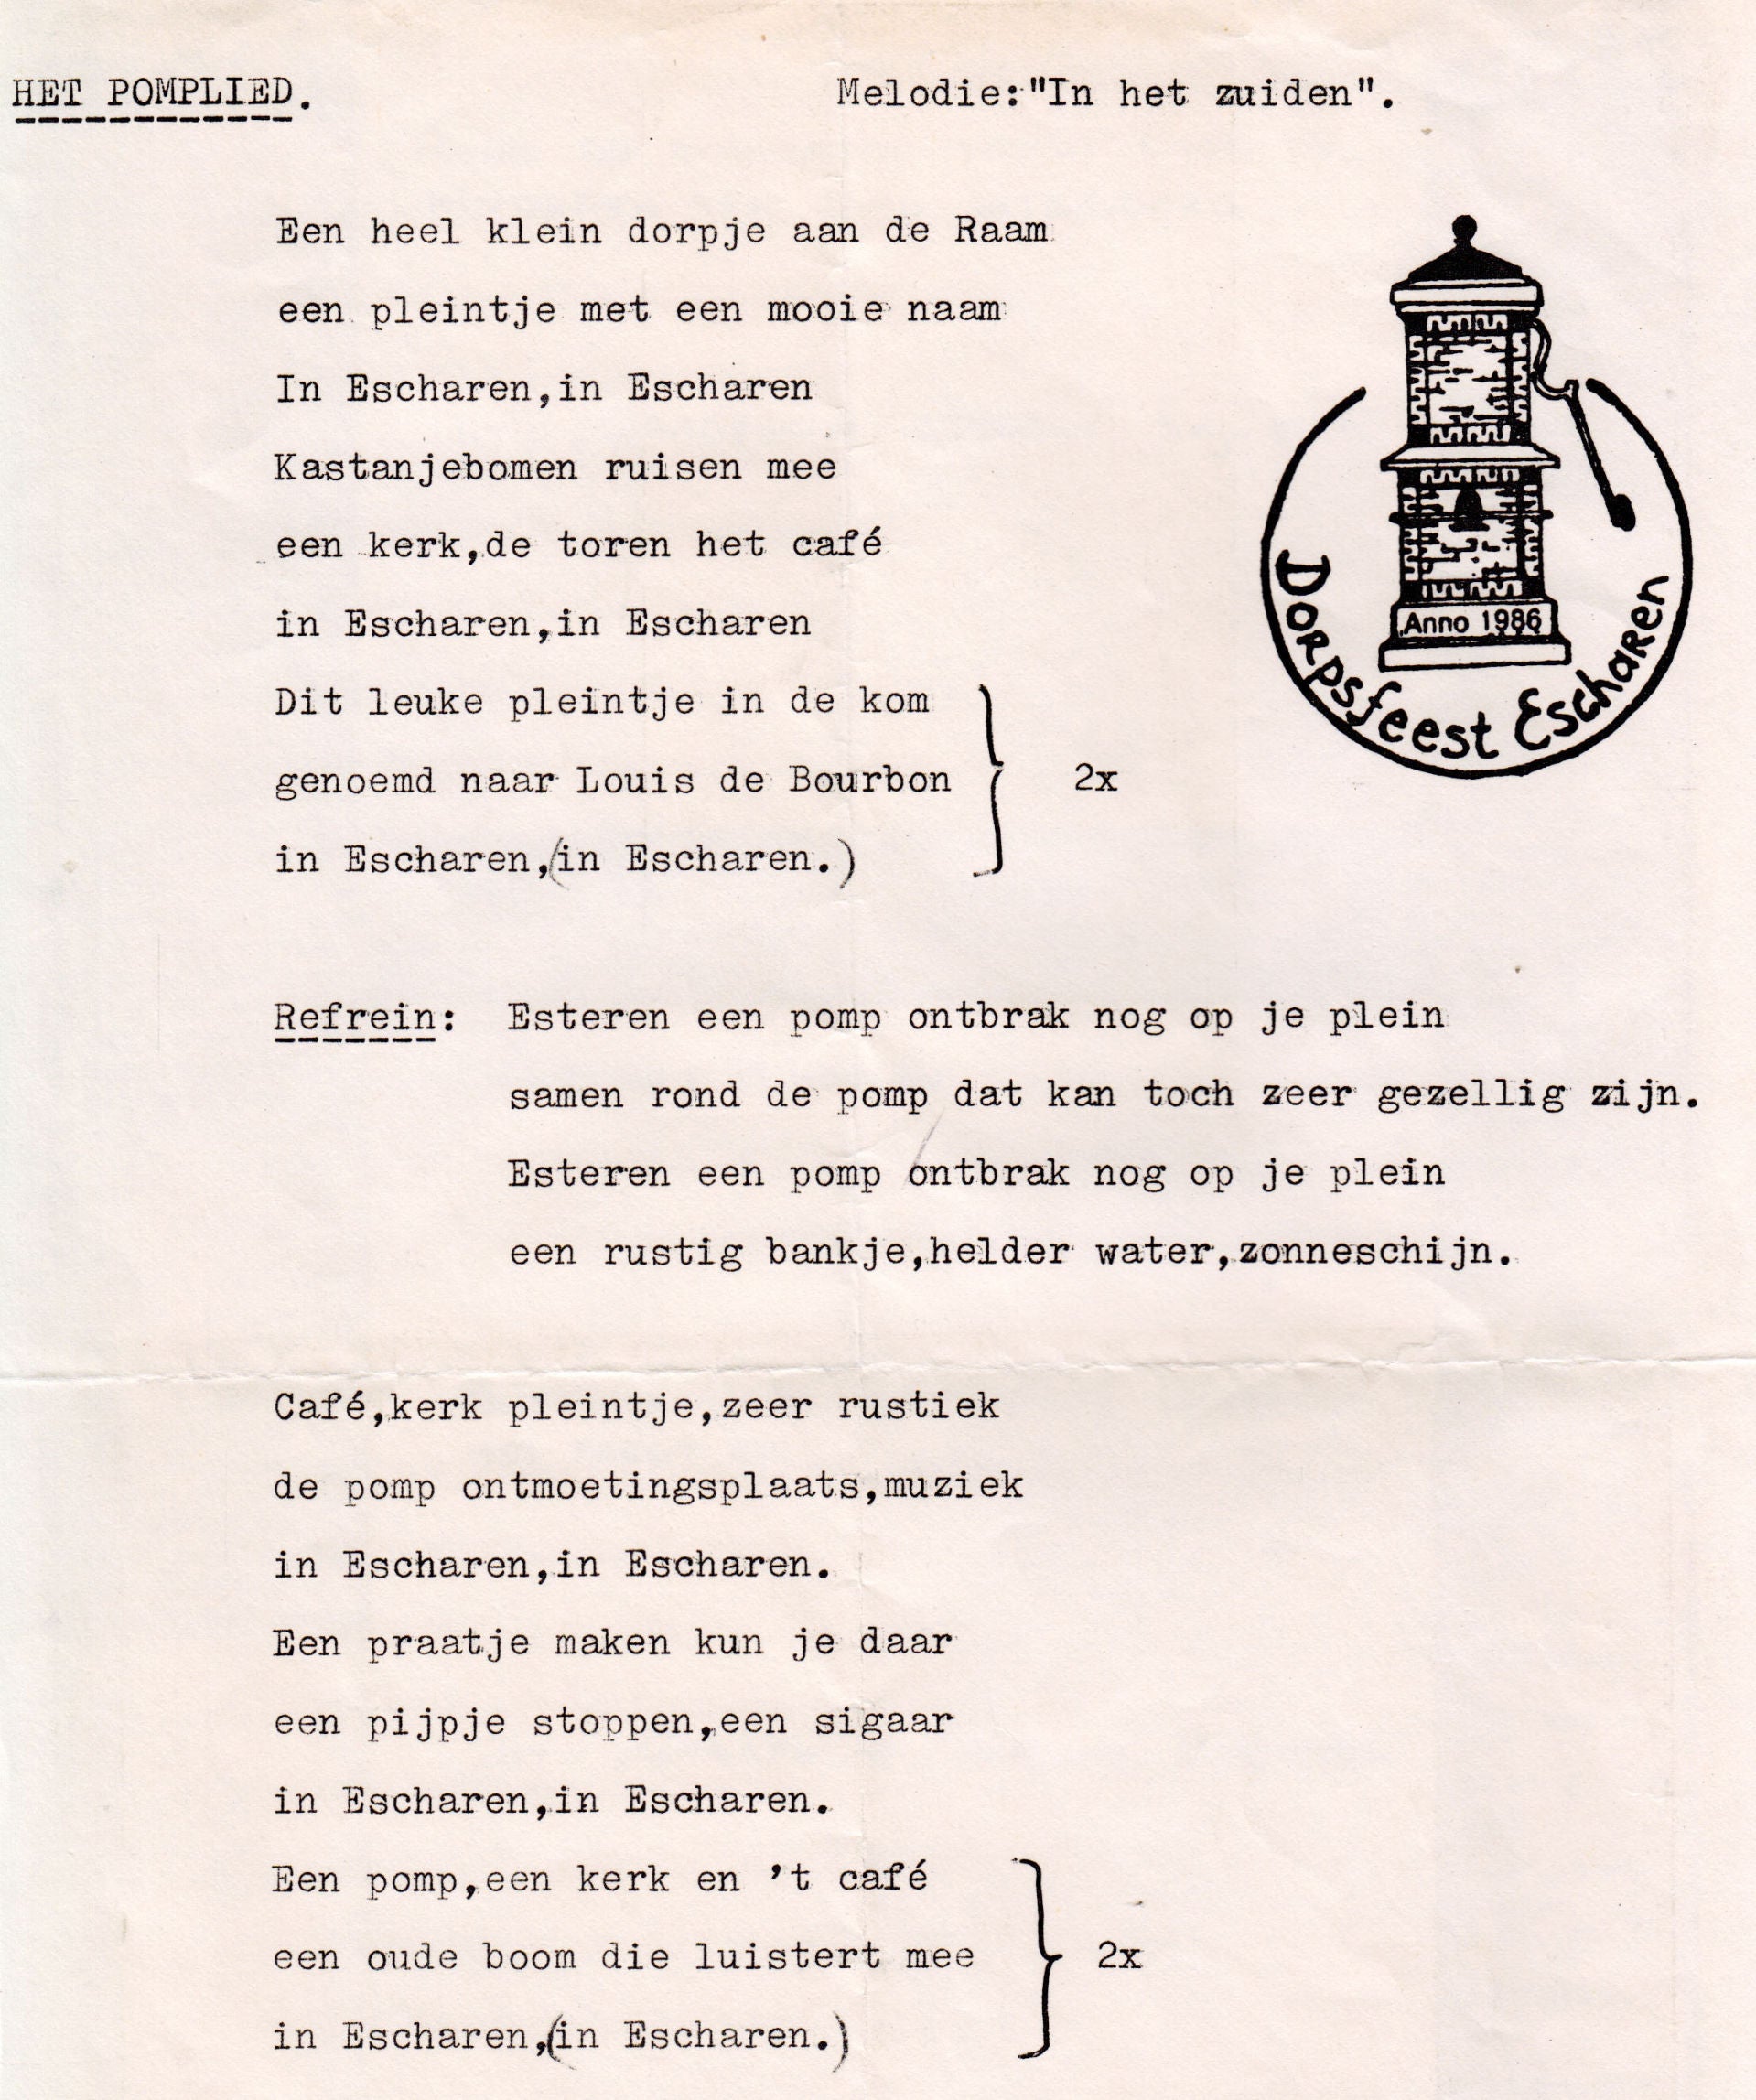 HET POMPLIED.
Melodie:"In het zuiden".
Een heel klein dorpje aan de Raam
een pleintje met een mooie naam
In Escharen,in Escharen
Kastanjebomen ruisen mee
een kerk,de toren het café
in Escharen,in Escharen
Dit leuke pleintje in de kom
genoemd naar Louis de Bourbon
2x
in Escharen,(in Escharen.)
Anno 1986
Dorpsfeest Escharen
Refrein: Esteren een pomp ontbrak nog op je plein
samen rond de pomp dat kan toch zeer gezellig zijn.
Esteren een pomp ontbrak nog op je plein
een rustig bankje,helder water,zonneschijn.
Café,kerk pleintje,zeer rustiek
de pomp ontmoetingsplaats,muziek
in Escharen,in Escharen.
Een praatje maken kun je daar
een pijpje stoppen,een sigaar
in Escharen,in Escharen.
Een pomp,een kerk en 't café
een oude boom die luistert mee
2x
in Escharen,(in Escharen.)